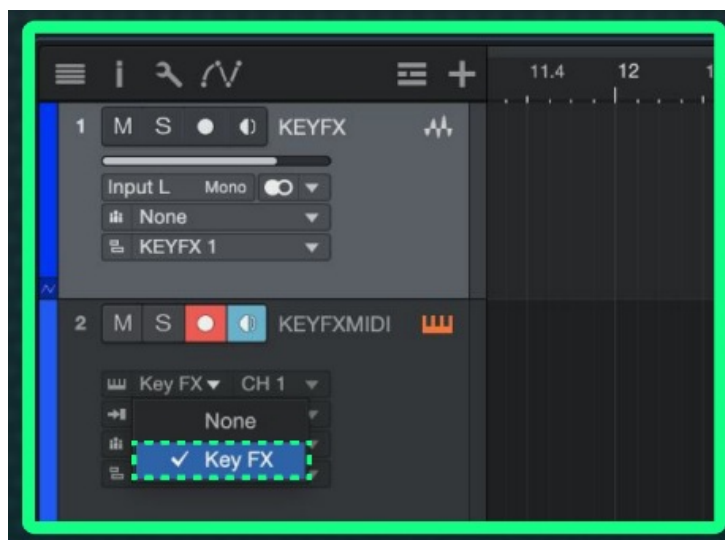 11.4 12 1
1 M S KEYFX
Input L Mono
None
KEYFX 1
2 M S KEYFXMIDI
Key FX CH 1
None
Key FX